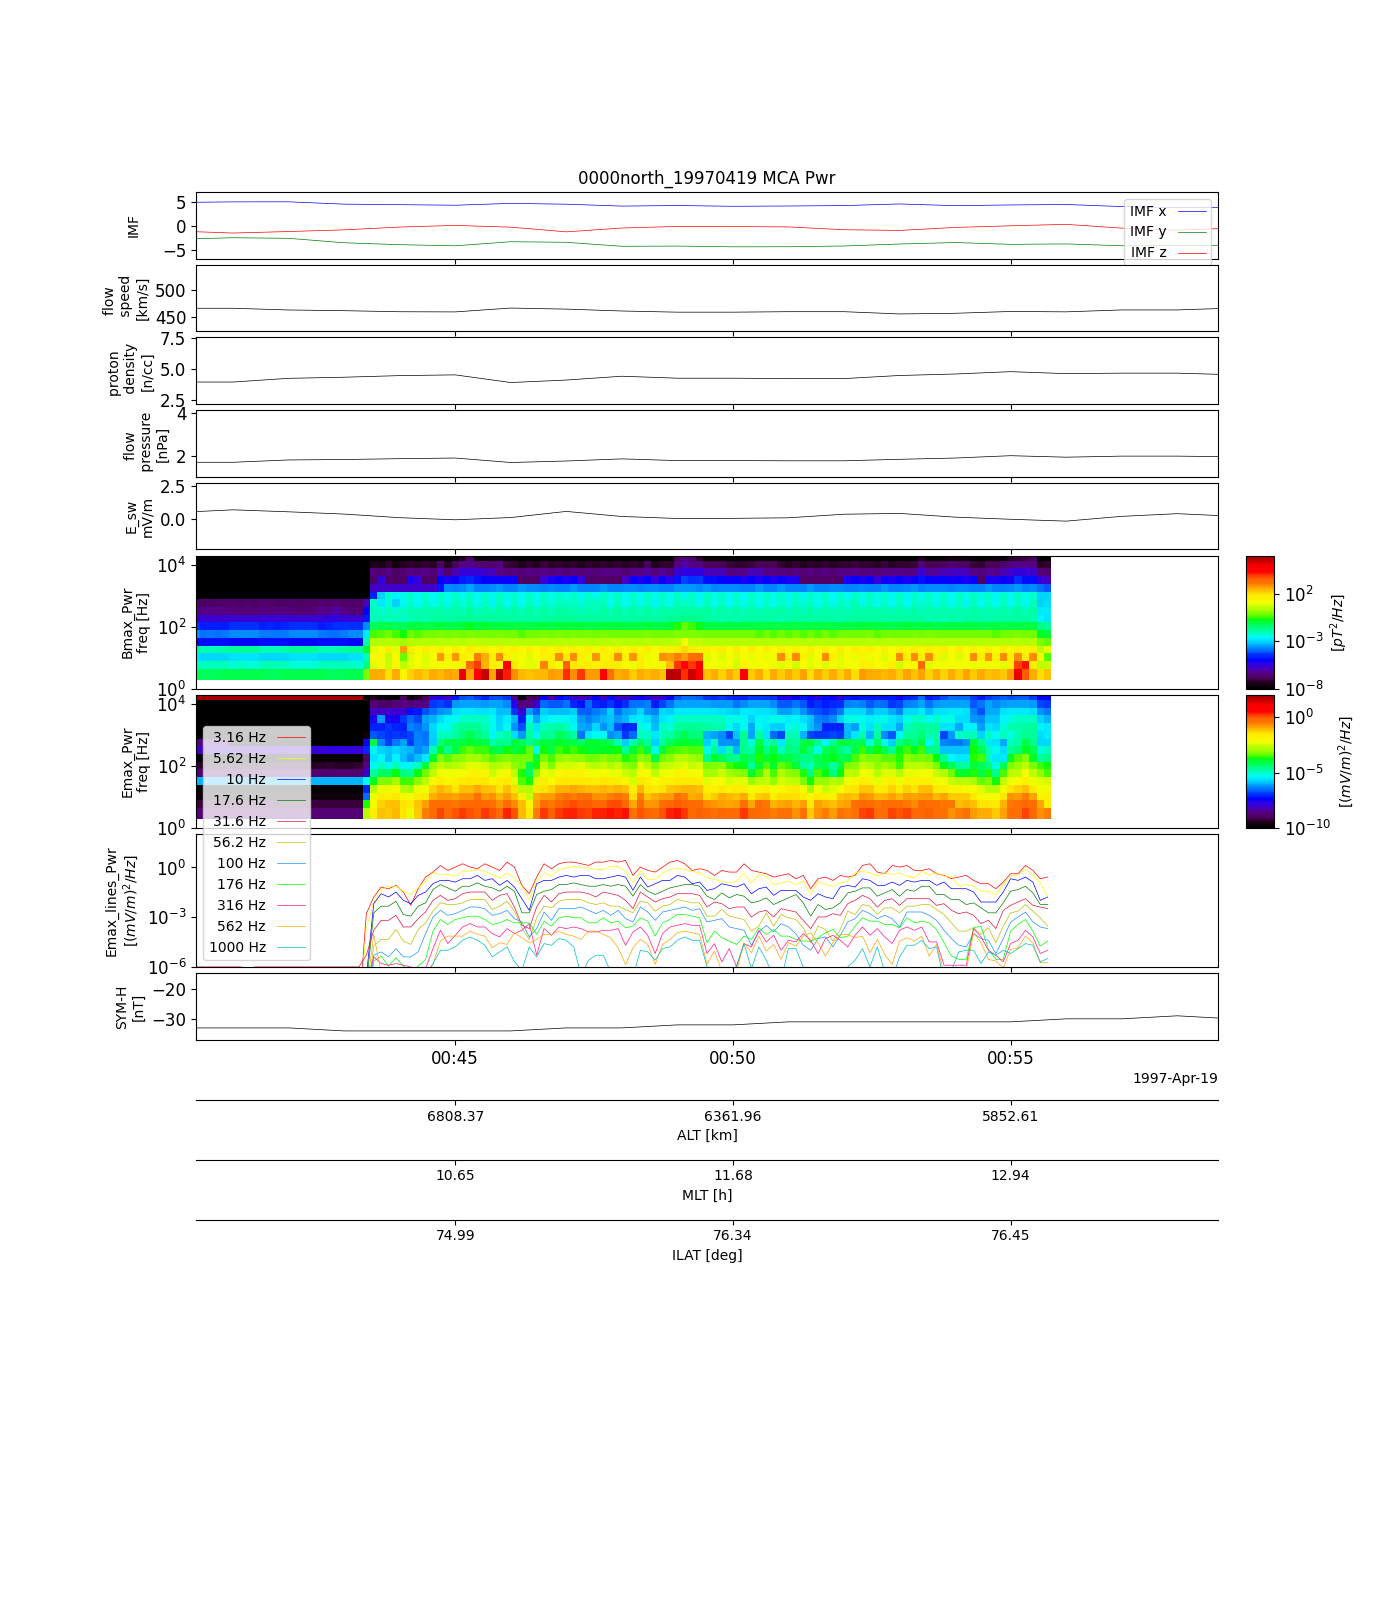 0000north_19970419 MCA Pwr
IMF
5
0
−5
IMF x
IMF y
IMF z
flow
speed
[km/s]
500
450
proton
density
[n/cc]
7.5
5.0
2.5
flow
pressure
[nPa]
4
2
E_sw
mV/m
2.5
0.0
Bmax_Pwr
freq [Hz]
10^4
10^2
10^0
10^2
10^−3
10^−8
[pT^2/Hz]
Emax_Pwr
freq [Hz]
10^4
10^2
10^0
10^0
10^−5
10^−10
[(mV/m)^2/Hz]
3.16 Hz
5.62 Hz
10 Hz
17.6 Hz
31.6 Hz
56.2 Hz
100 Hz
176 Hz
316 Hz
562 Hz
1000 Hz
Emax_lines_Pwr
[(mV/m)^2/Hz]
10^0
10^−3
10^−6
SYM-H
[nT]
−20
−30
00:45 00:50 00:55
1997-Apr-19
6808.37 6361.96 5852.61
ALT [km]
10.65 11.68 12.94
MLT [h]
74.99 76.34 76.45
ILAT [deg]